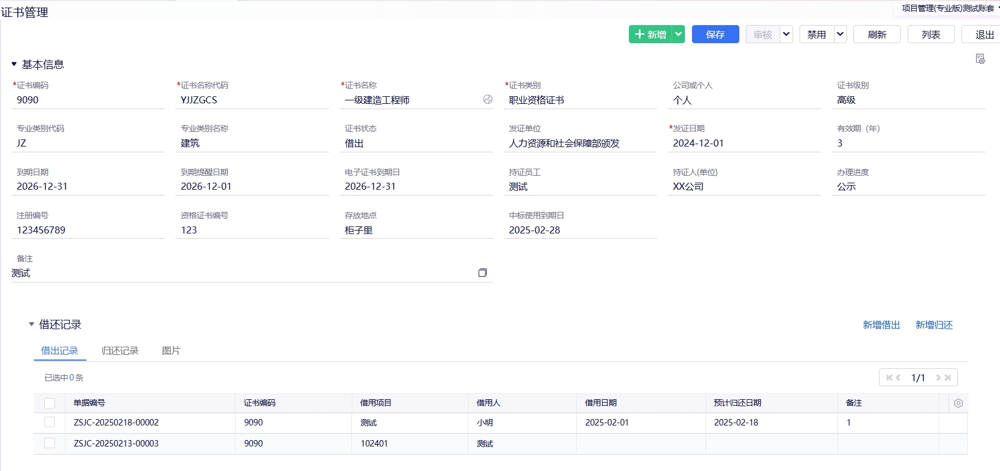 证书管理
项目管理(专业版)测试账套
新增 保存 审核 禁用 刷新 列表 退出
基本信息
*证书编码 *证书名称代码 *证书名称 *证书类别 公司或个人 证书级别
9090 YJJZGCS 一级建造工程师 职业资格证书 个人 高级
专业类别代码 专业类别名称 证书状态 发证单位 *发证日期 有效期（年）
JZ 建筑 借出 人力资源和社会保障部颁发 2024-12-01 3
到期日期 到期提醒日期 电子证书到期日 持证员工 持证人(单位) 办理进度
2026-12-31 2026-12-01 2026-12-31 测试 XX公司 公示
注册编号 资格证书编号 存放地点 中标使用到期日
123456789 123 柜子里 2025-02-28
备注
测试
借还记录 新增借出 新增归还
借出记录 归还记录 图片
已选中0条 1/1
单据编号 证书编码 借用项目 借用人 借用日期 预计归还日期 备注
ZSJC-20250218-00002 9090 测试 小明 2025-02-01 2025-02-18 1
ZSJC-20250213-00003 9090 102401 测试